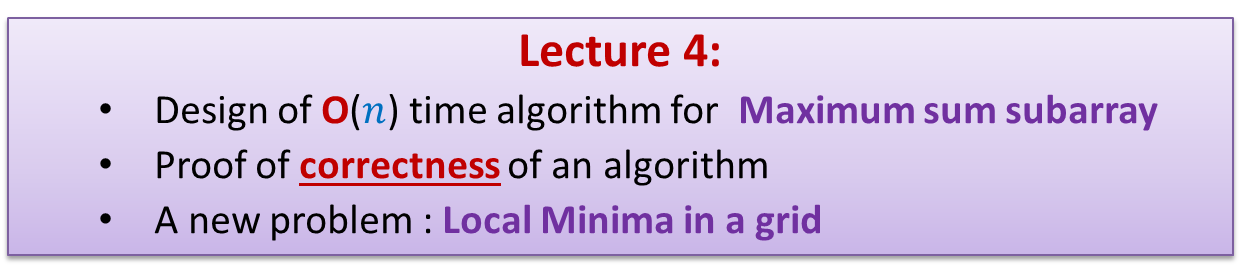 Lecture 4:
• Design of O(n) time algorithm for Maximum sum subarray
• Proof of correctness of an algorithm
• A new problem : Local Minima in a grid